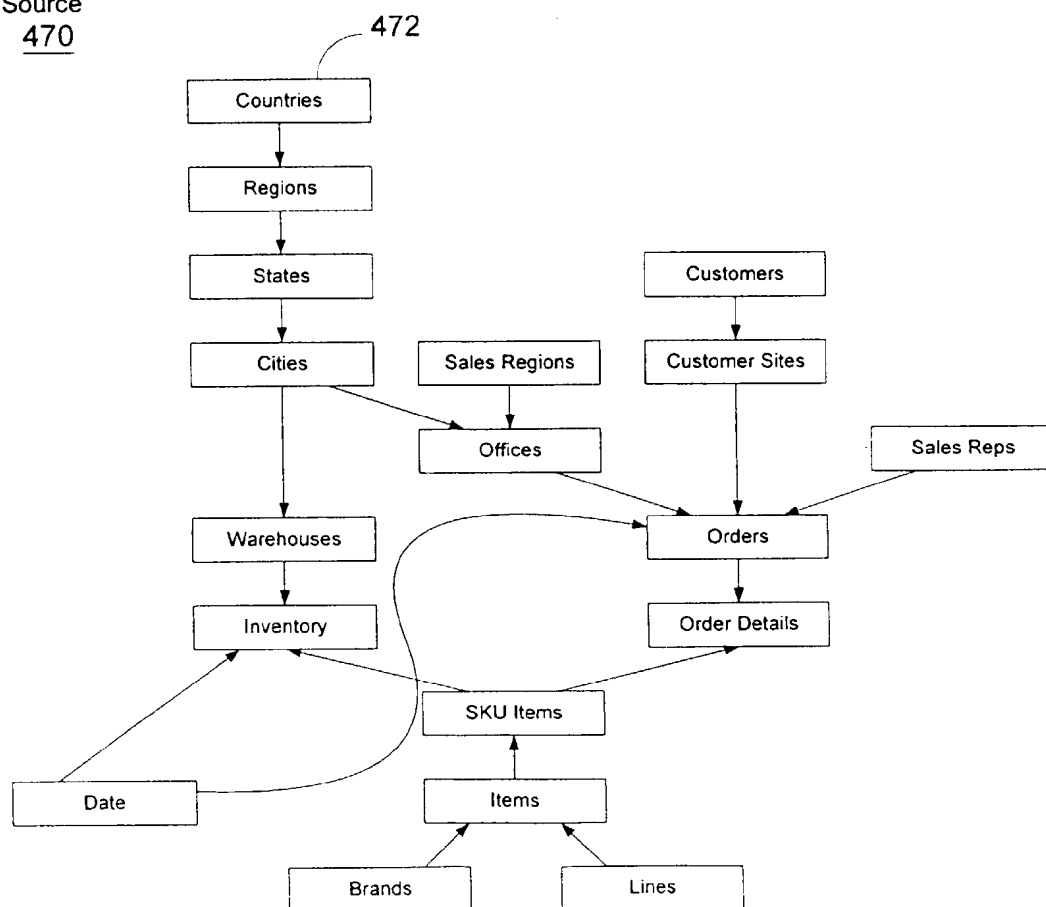 Source
470
472
Countries
Regions
States
Customers
Cities
Sales Regions
Customer Sites
Offices
Sales Reps
Warehouses
Orders
Inventory
Order Details
SKU Items
Date
Items
Brands
Lines